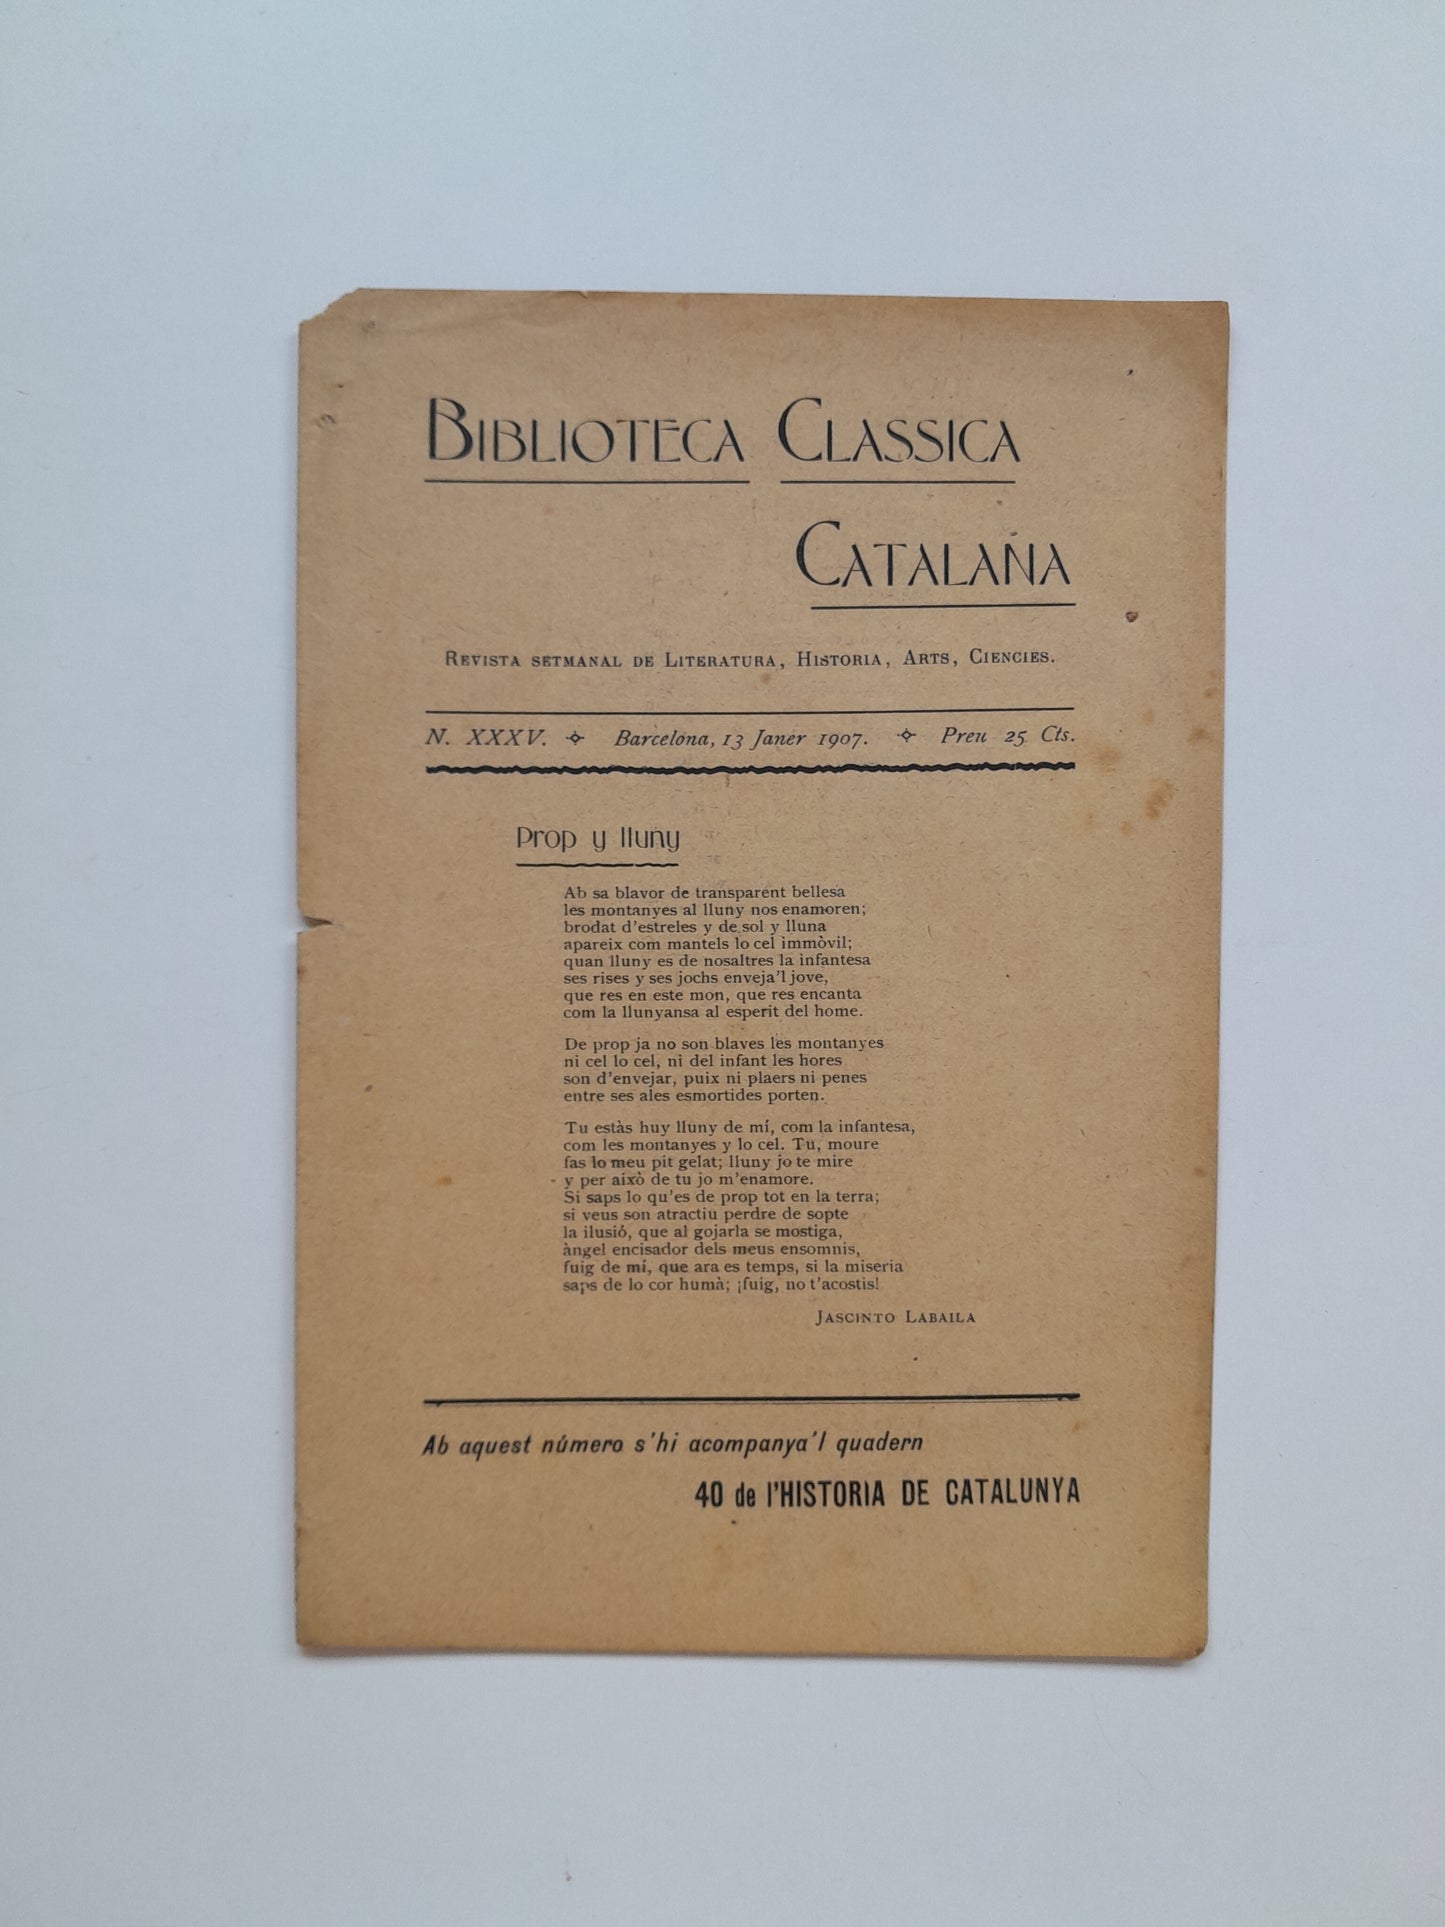 BIBLIOTECA CLASSICA
CATALANA
REVISTA SETMANAL DE LITERATURA, HISTORIA, ARTS, CIENCIES.
N. XXXV. Barcelona, 13 Janer 1907. Preu 25 Cts.
Prop y lluny
Ab sa blavor de transparent bellesa
les montanyes al lluny nos enamoren;
brodat d'estreles y de sol y lluna
apareix com mantels lo cel immòvil;
quan lluny es de nosaltres la infantesa
ses rises y ses jochs enveja'l jove,
que res en este mon, que res encanta
com la llunyansa al esperit del home.
De prop ja no son blaves les montanyes
ni cel lo cel, ni del infant les hores
son d'envejar, puix ni plaers ni penes
entre ses ales esmortides porten.
Tu estàs huy lluny de mí, com la infantesa,
com les montanyes y lo cel. Tu, moure
fas lo meu pit gelat; lluny jo te mire
y per aixó de tu jo m'enamore.
Si saps lo qu'es de prop tot en la terra;
si veus son atractiu perdre de sopte
la ilusió, que al gojarla se mostiga,
àngel encisador dels meus ensomnis,
fuig de mí, que ara es temps, si la miseria
saps de lo cor humà; ¡fuig, no t'acostis!
JASCINTO LABAILA
Ab aquest número s'hi acompanya'l quadern
40 de l'HISTORIA DE CATALUNYA